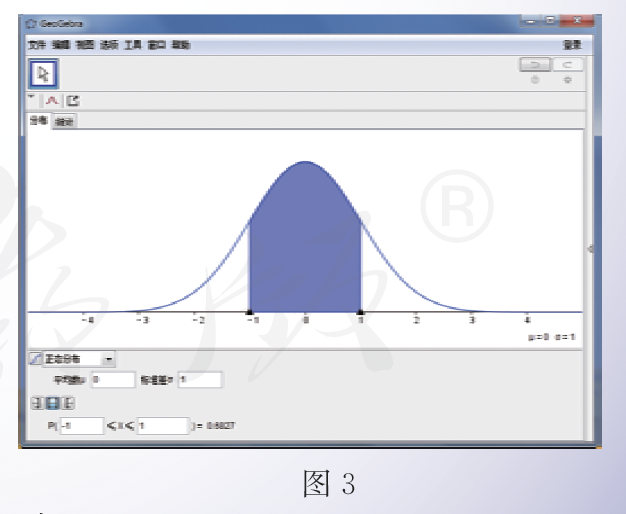 GeoGebra
文件 编辑 视图 选项 工具 窗口 帮助 登录
分布 统计
-4 -3 -2 -1 0 1 2 3 4
μ=0 σ=1
正态分布
平均数μ 0 标准差σ 1
P( -1 ≤X≤ 1 )= 0.6827
图 3